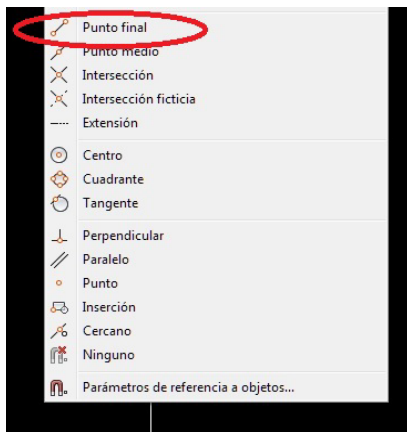 Punto final
Punto medio
Intersección
Intersección ficticia
Extensión
Centro
Cuadrante
Tangente
Perpendicular
Paralelo
Punto
Inserción
Cercano
Ninguno
Parámetros de referencia a objetos...